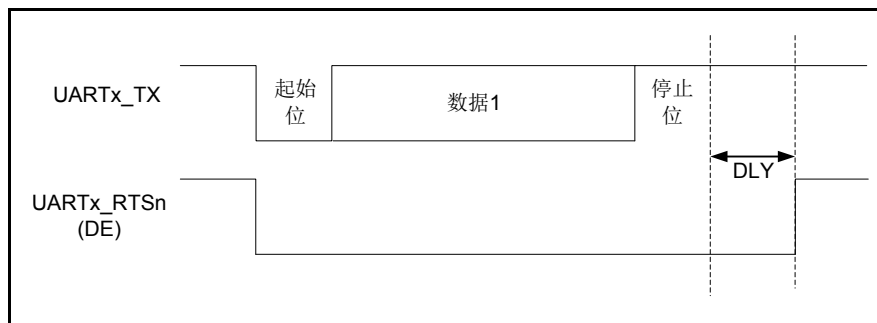 UARTx_TX
起始
位
数据1
停止
位
DLY
UARTx_RTSn
(DE)